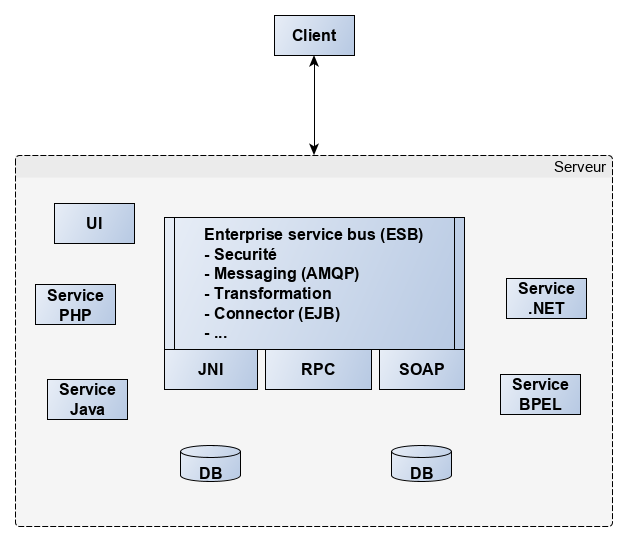 Client
Serveur
UI
Enterprise service bus (ESB)
- Securité
- Messaging (AMQP)
- Transformation
- Connector (EJB)
- ...
Service
PHP
Service
.NET
JNI
RPC
SOAP
Service
Java
Service
BPEL
DB
DB